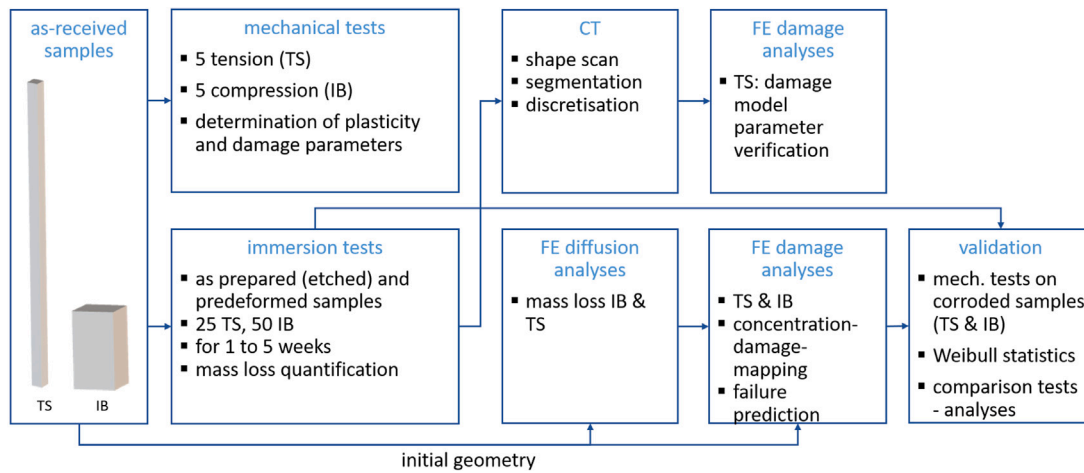 as-received
samples
TS
IB
mechanical tests
▪ 5 tension (TS)
▪ 5 compression (IB)
▪ determination of plasticity
and damage parameters
CT
▪ shape scan
▪ segmentation
▪ discretisation
FE damage
analyses
▪ TS: damage
model
parameter
verification
immersion tests
▪ as prepared (etched) and
predeformed samples
▪ 25 TS, 50 IB
▪ for 1 to 5 weeks
▪ mass loss quantification
FE diffusion
analyses
▪ mass loss IB &
TS
FE damage
analyses
▪ TS & IB
▪ concentration-
damage-
mapping
▪ failure
prediction
validation
▪ mech. tests on
corroded samples
(TS & IB)
▪ Weibull statistics
▪ comparison tests
- analyses
initial geometry